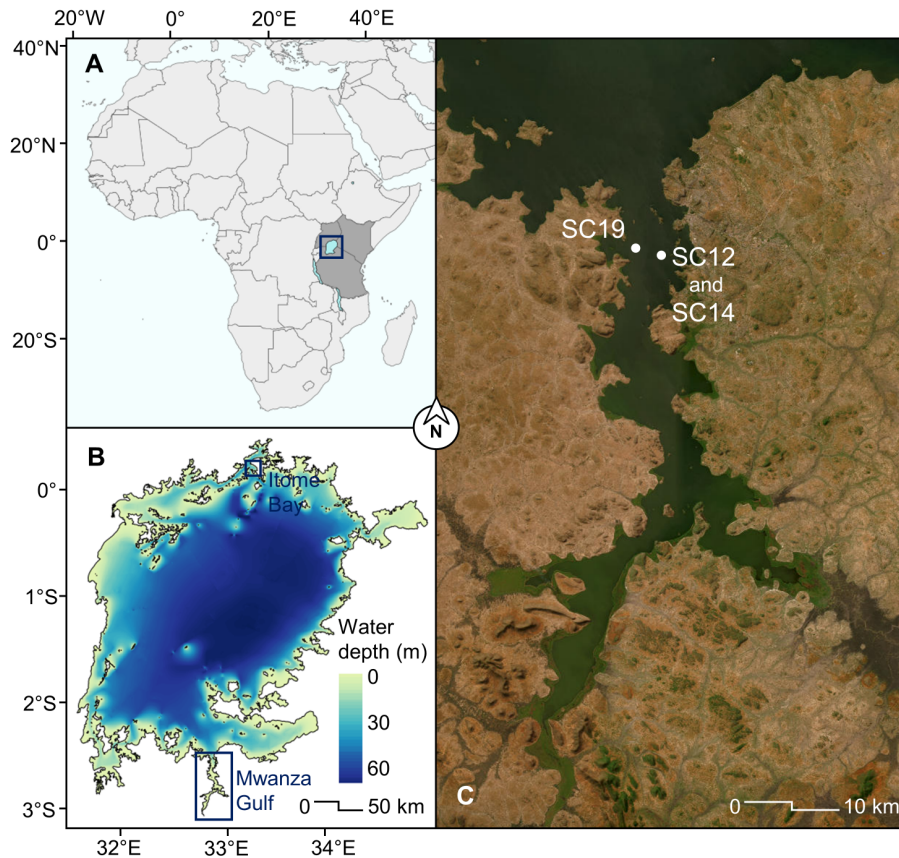 20°W
0°
20°E
40°E
40°N
20°N
0°
20°S
A
N
B
Itome
Bay
0°
1°S
2°S
3°S
Water
depth (m)
0
30
60
Mwanza
Gulf
0
50 km
32°E
33°E
34°E
SC19
SC12
and
SC14
C
0
10 km